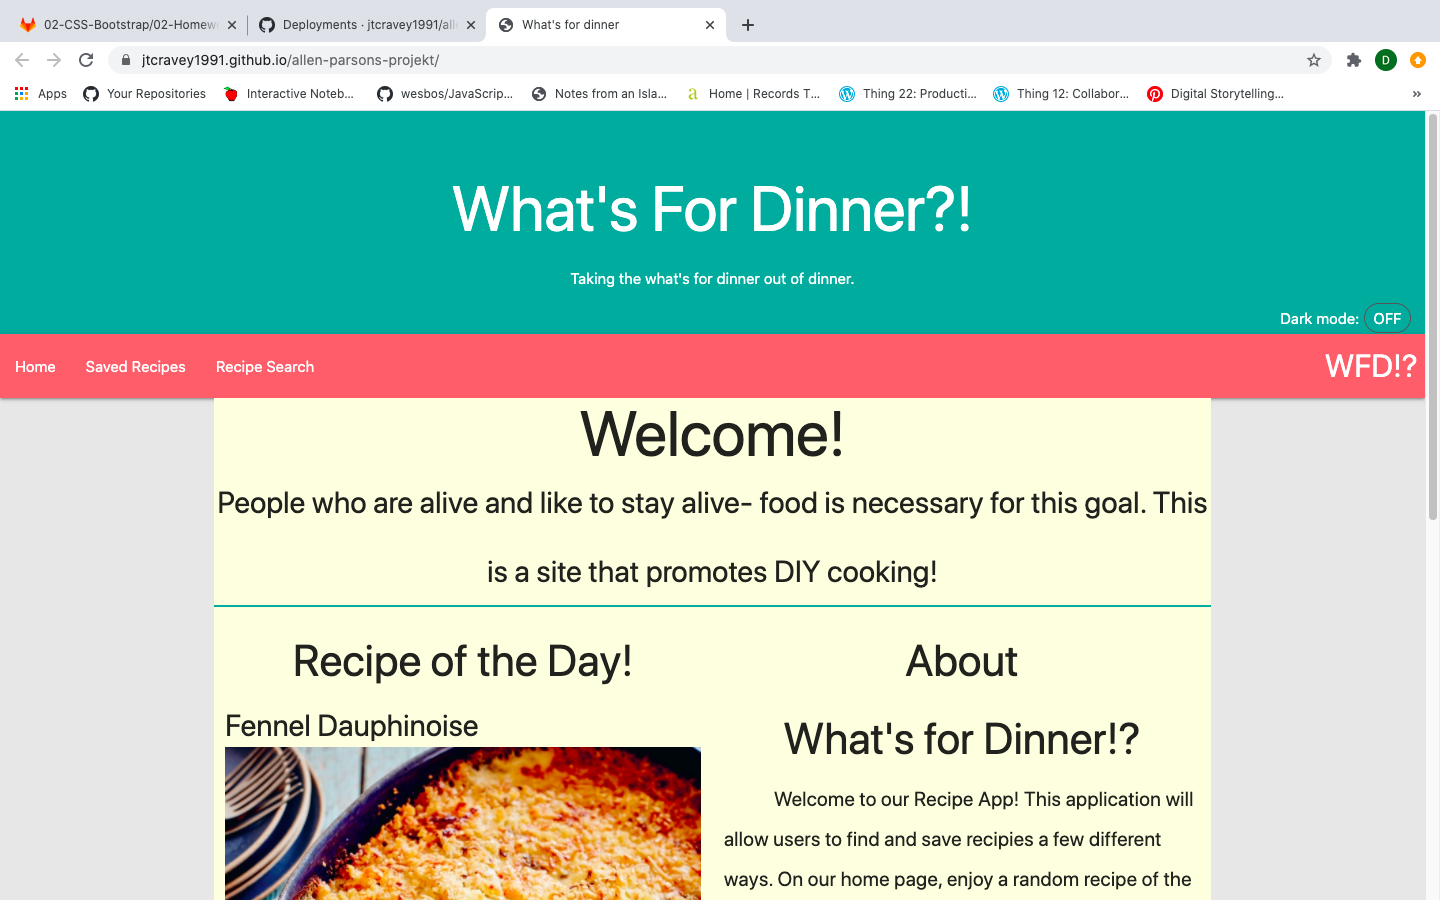 02-CSS-Bootstrap/02-Homew
Deployments · jtcravey1991/all
What's for dinner
jtcravey1991.github.io/allen-parsons-projekt/
D
Apps
Your Repositories
Interactive Noteb...
wesbos/JavaScrip...
Notes from an Isla...
a
Home | Records T...
Thing 22: Producti...
Thing 12: Collabor...
Digital Storytelling...
»
What's For Dinner?!
Taking the what's for dinner out of dinner.
Dark mode: OFF
Home
Saved Recipes
Recipe Search
WFD!?
Welcome!
People who are alive and like to stay alive- food is necessary for this goal. This
is a site that promotes DIY cooking!
Recipe of the Day!
Fennel Dauphinoise
About
What's for Dinner!?
Welcome to our Recipe App! This application will
allow users to find and save recipies a few different
ways. On our home page, enjoy a random recipe of the